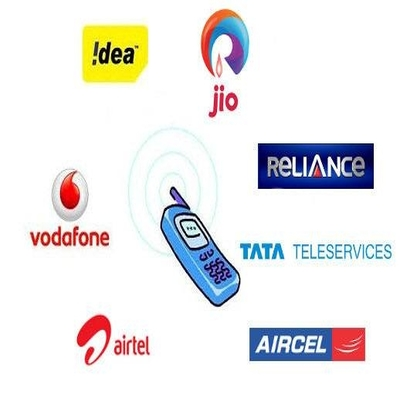 !dea
jio
RELIANCE
vodafone
TATA TELESERVICES
airtel
AIRCEL